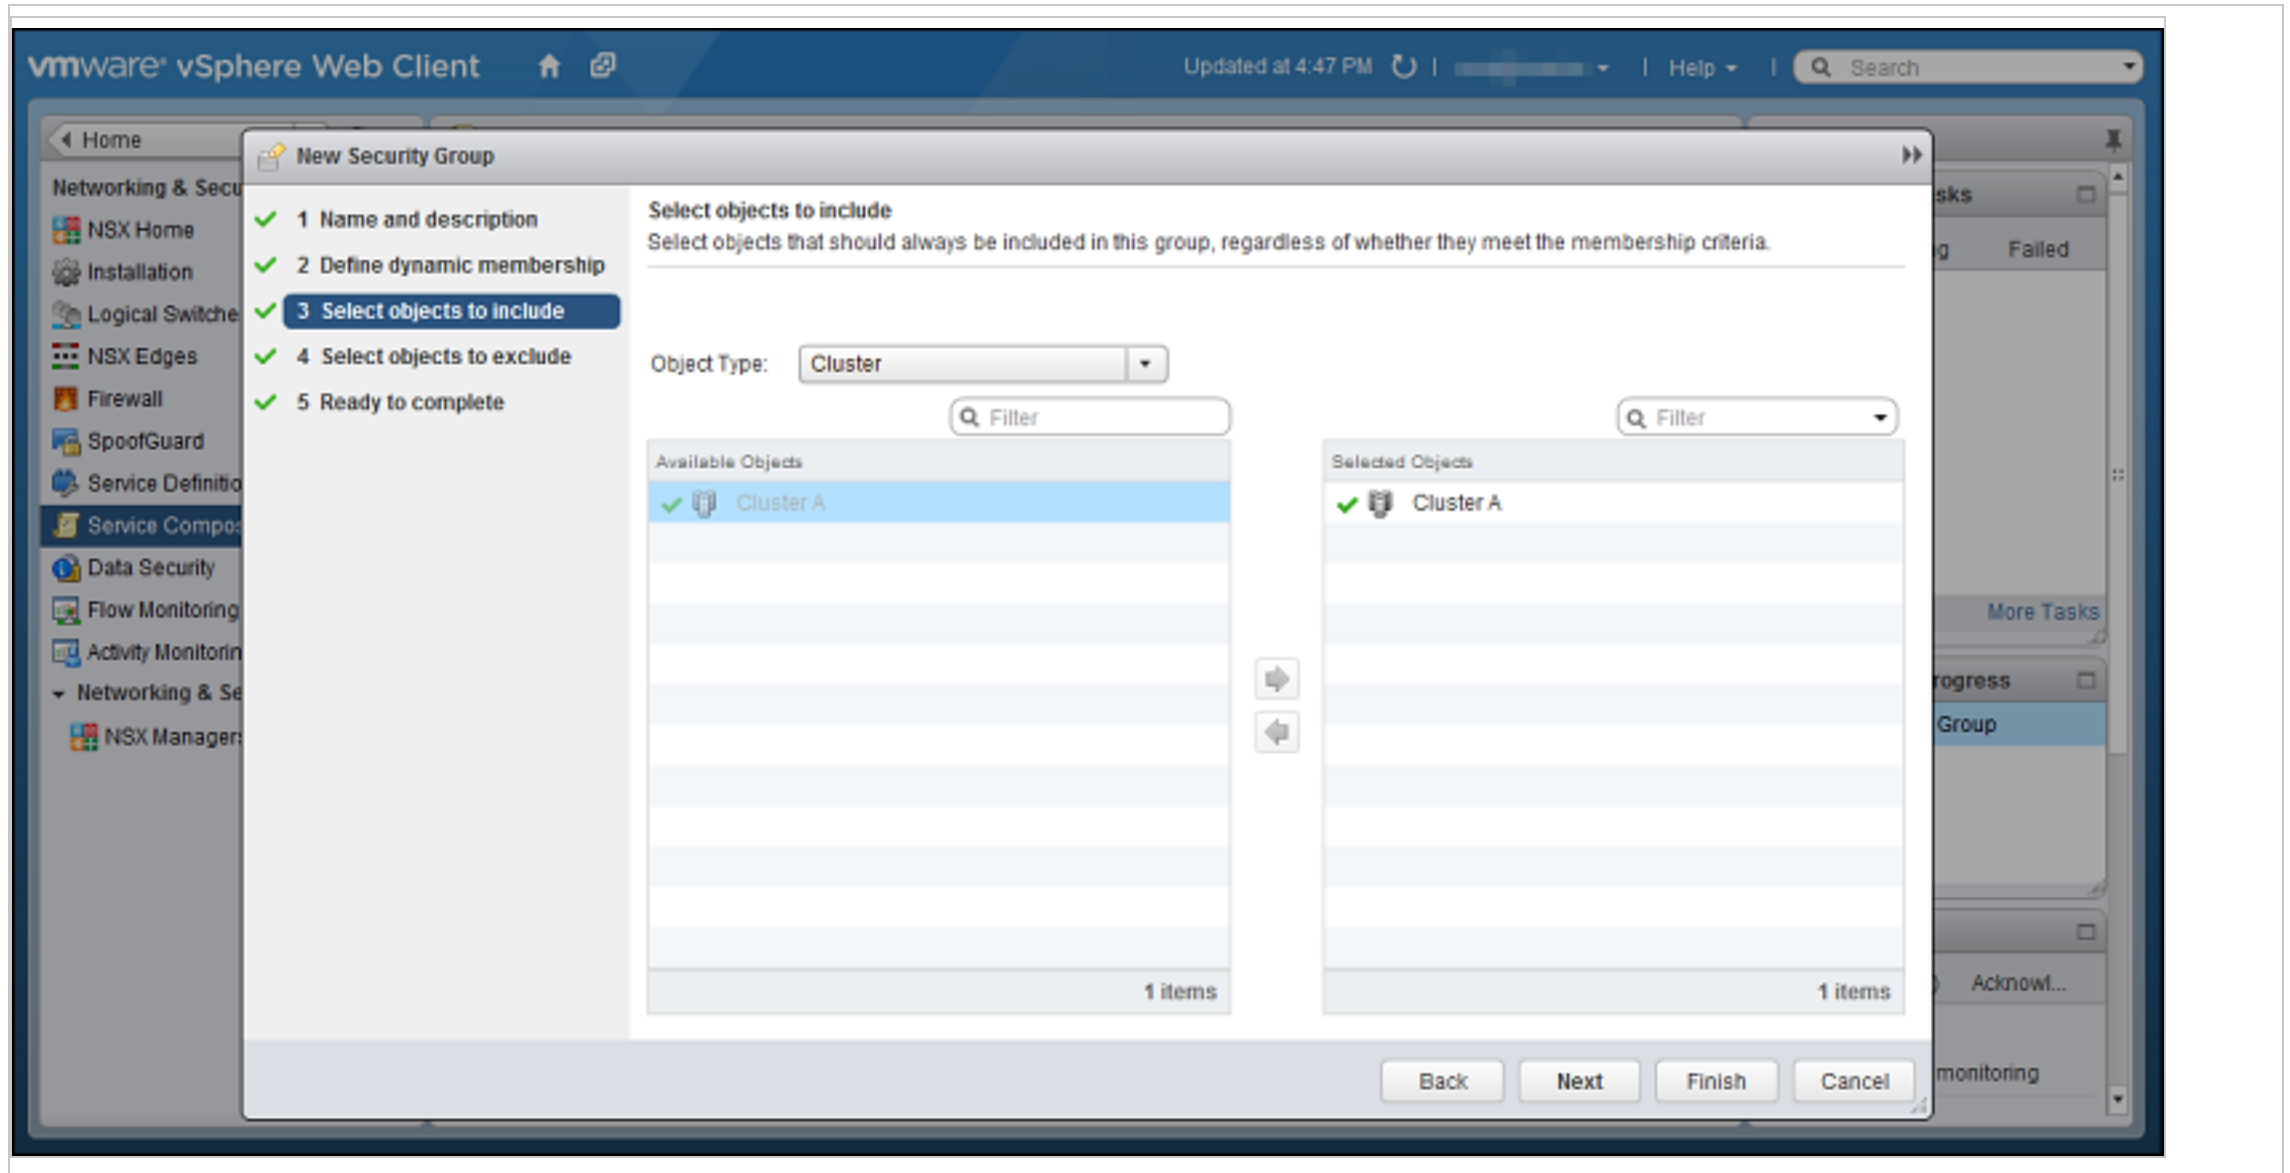 vmware® vSphere Web Client
Updated at 4:47 PM
Help
Search
Home
Networking & Secu
NSX Home
Installation
Logical Switche
NSX Edges
Firewall
SpoofGuard
Service Definitio
Service Compo
Data Security
Flow Monitoring
Activity Monitorin
Networking & Se
NSX Manager
New Security Group
1 Name and description
2 Define dynamic membership
3 Select objects to include
4 Select objects to exclude
5 Ready to complete
Select objects to include
Select objects that should always be included in this group, regardless of whether they meet the membership criteria.
Object Type: Cluster
Filter
Available Objects
Cluster A
1 items
Filter
Selected Objects
Cluster A
1 items
Back Next Finish Cancel
sks
g Failed
More Tasks
rogress
Group
Acknowl...
monitoring